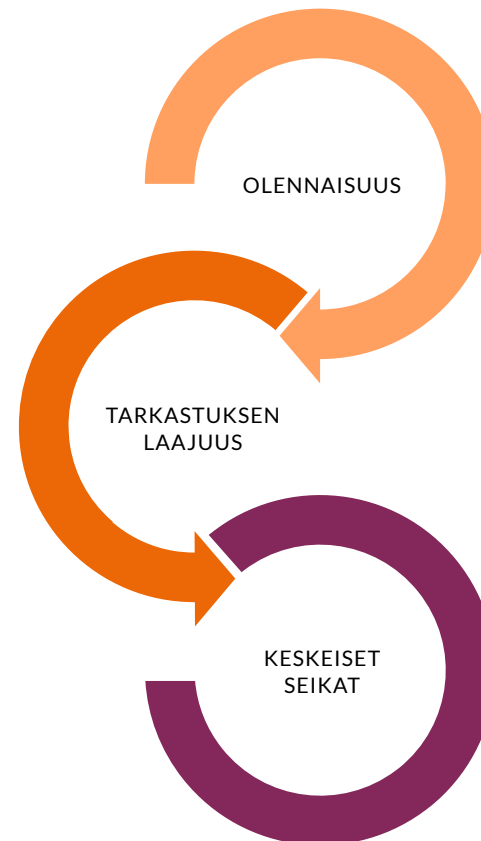 OLENNAISUUS
TARKASTUKSEN
LAAJUUS
KESKEISET
SEIKAT